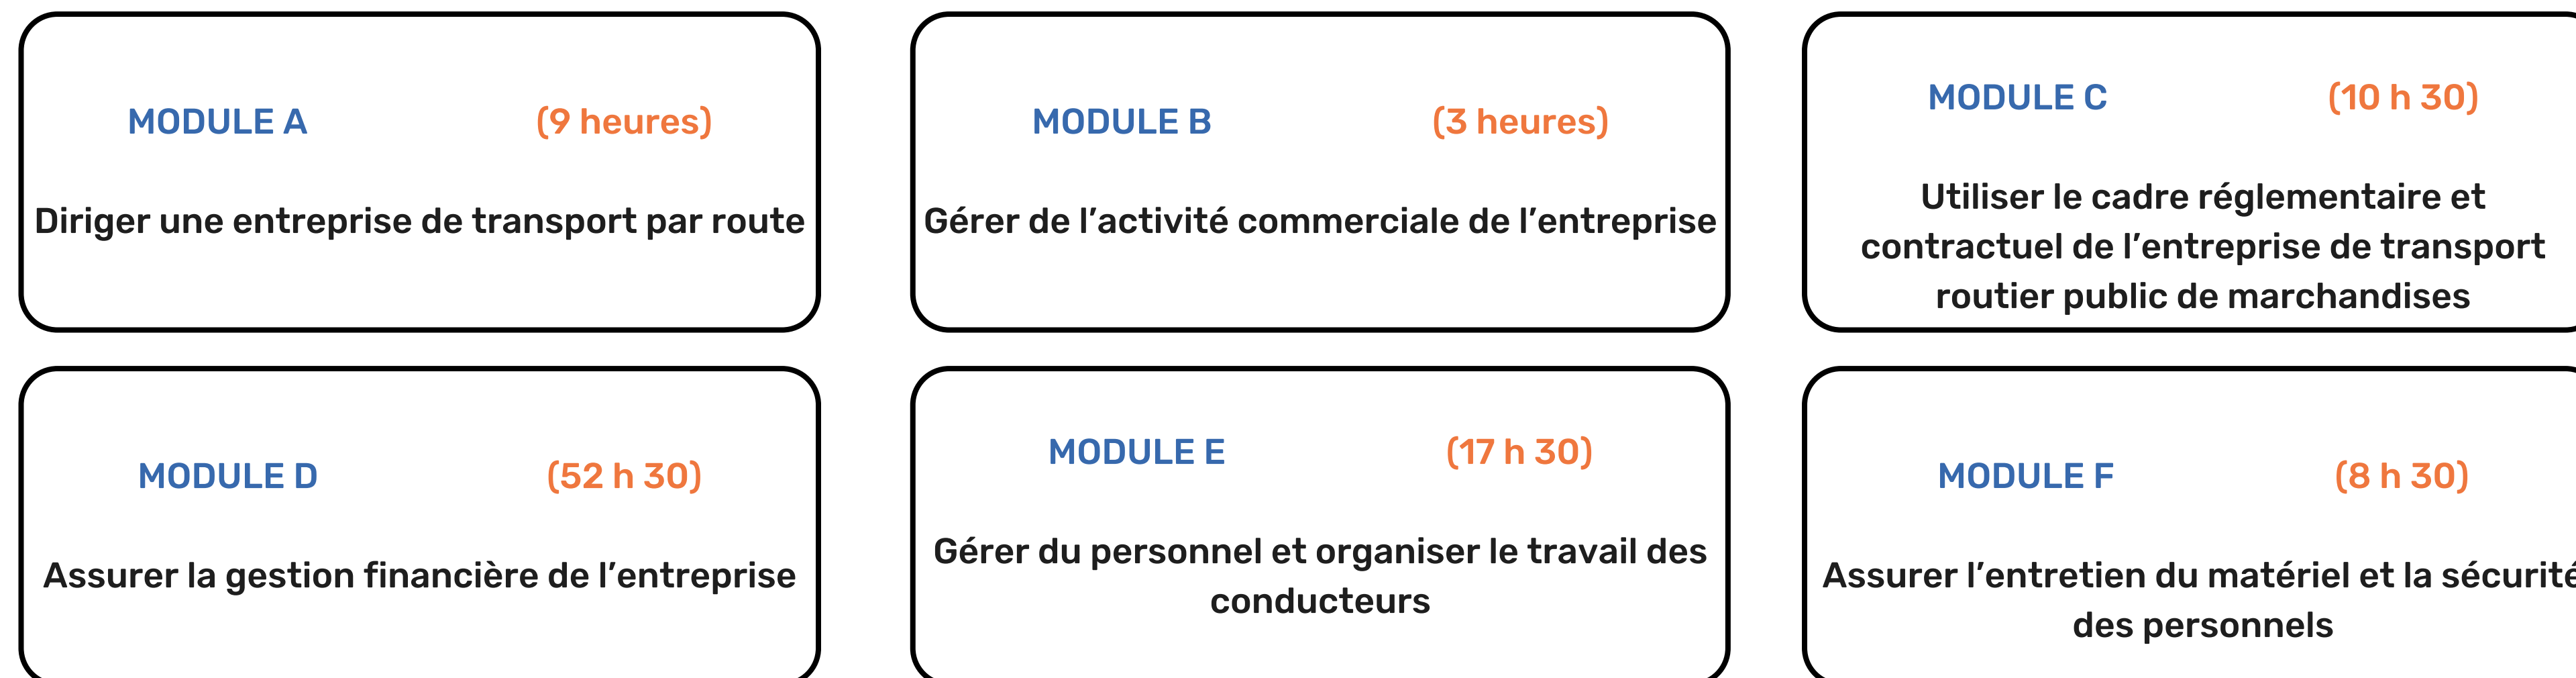 MODULE A (9 heures)
Diriger une entreprise de transport par route
MODULE B (3 heures)
Gérer de l’activité commerciale de l’entreprise
MODULE C (10 h 30)
Utiliser le cadre réglementaire et
contractuel de l’entreprise de transport
routier public de marchandises
MODULE D (52 h 30)
Assurer la gestion financière de l’entreprise
MODULE E (17 h 30)
Gérer du personnel et organiser le travail des
conducteurs
MODULE F (8 h 30)
Assurer l’entretien du matériel et la sécurité
des personnels